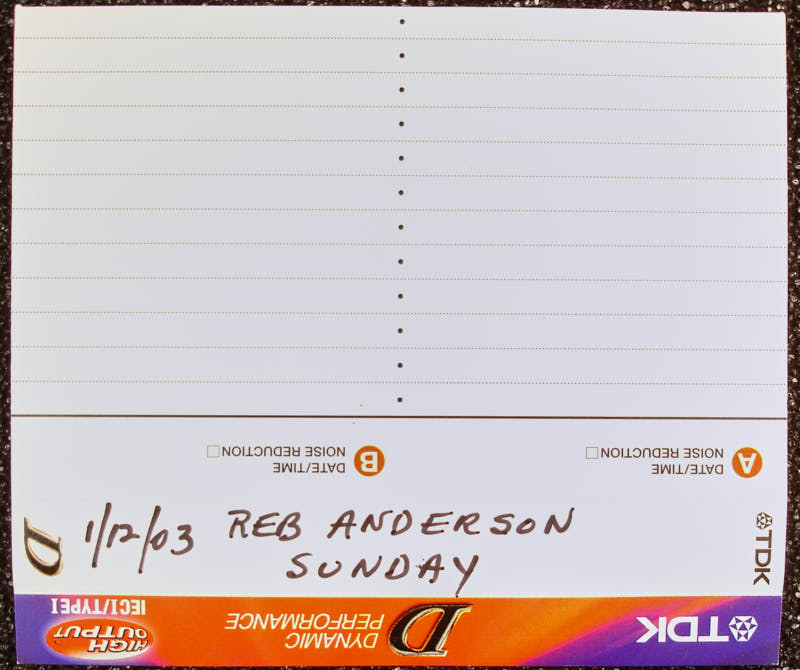 B DATE/TIME
NOISE REDUCTION
A DATE/TIME
NOISE REDUCTION
1/12/03 REB ANDERSON
SUNDAY
D
TDK
HIGH
OUTPUT
IECI/TYPEI
D DYNAMIC
PERFORMANCE
TDK